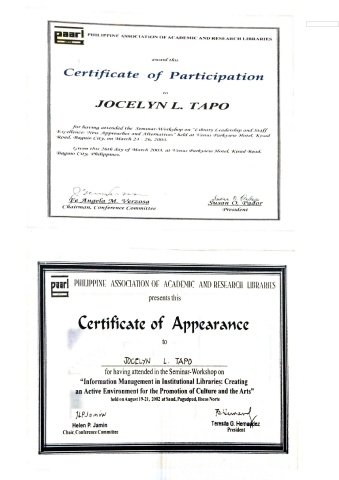 paarl PHILIPPINE ASSOCIATION OF ACADEMIC AND RESEARCH LIBRARIES
award this
Certificate of Participation
to
JOCELYN L. TAPO
for having attended the Seminar-Workshop on "Library Leadership and Staff
Excellence: New Approaches and Alternatives" held at Venus Parkview Hotel, Kisad
Road, Baguio City, on March 23 - 26, 2003.
Given this 26th day of March 2003, at Venus Parkview Hotel, Kisad Road,
Baguio City, Philippines.
Fe Angela M. Verzosa
Chairman, Conference Committee
Susan O. Pador
President
paarl PHILIPPINE ASSOCIATION OF ACADEMIC AND RESEARCH LIBRARIES
presents this
Certificate of Appearance
to
JOCELYN L. TAPO
for having attended in the Seminar-Workshop on
"Information Management in Institutional Libraries: Creating
an Active Environment for the Promotion of Culture and the Arts"
held on August 19-21, 2002 at Saud, Pagudpud, Ilocos Norte
Helen P. Jamin
Chair, Conference Committee
Teresita G. Hernandez
President